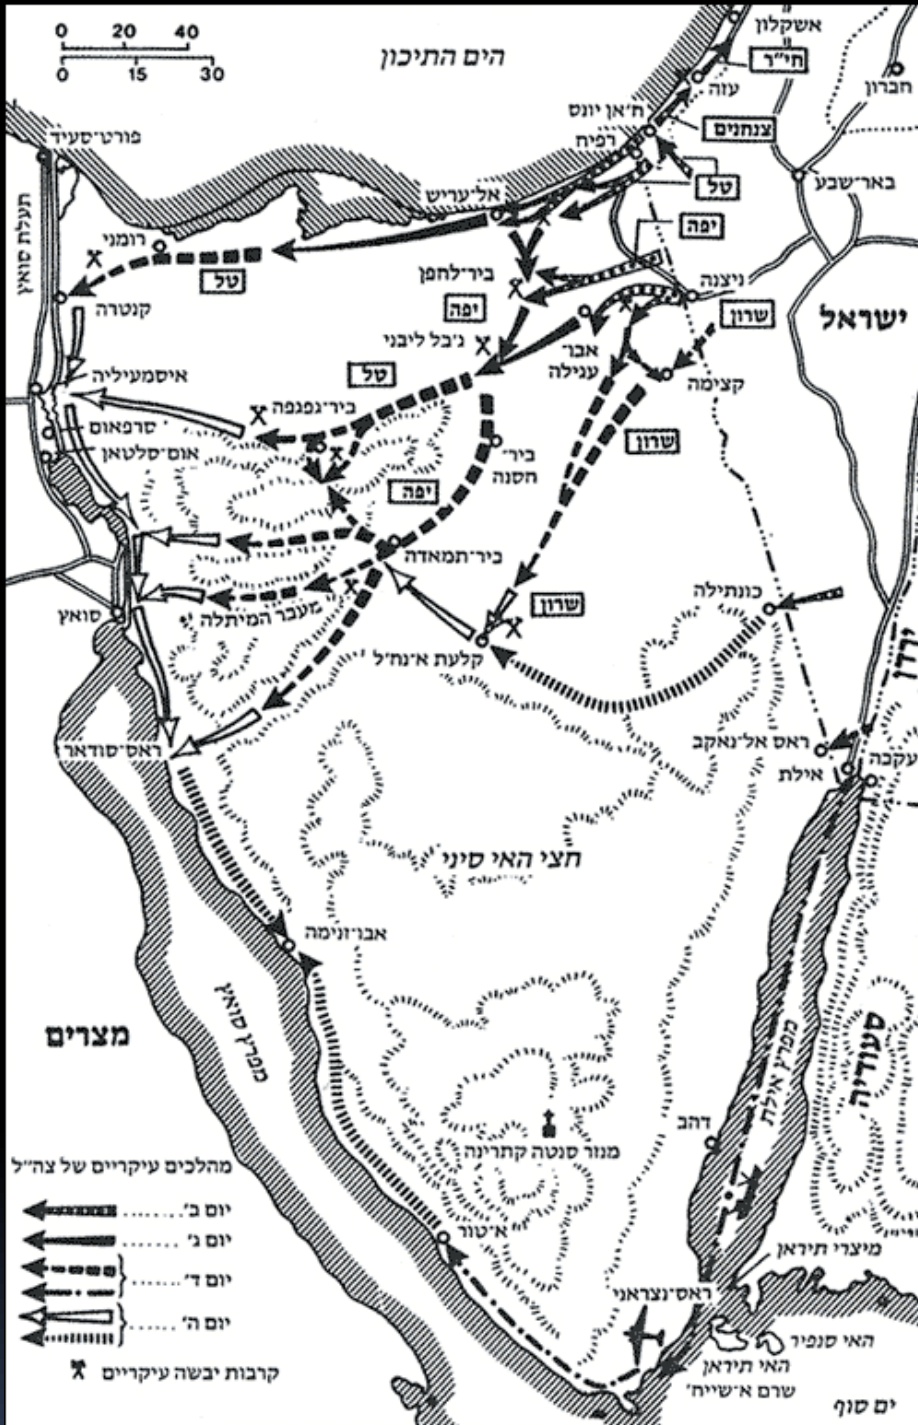 0 20 40
0 15 30
הים התיכון
אשקלון
חי"ר
חברון
עזה
ח'אן יונס
צנחנים
רפיח
פורט-סעיד
טל
באר-שבע
אל-עריש
תעלת סואץ
יפה
רומני
טל
ביר-לחפן
ניצנה
קנטרה
יפה
שרון
ישראל
ג'בל ליבני
אבו-
עגילה
קצימה
איסמעיליה
טל
ביר-גפגפה
סרפאום
אום-סלטאן
ביר-
חסנה
שרון
יפה
ביר-תמאדה
כונתילה
שרון
סואץ
מעבר המיתלה
קלעת א-נח'ל
ירדן
ראס-סודאר
ראס אל-נאקב
אילת
עקבה
חצי האי סיני
אבו-זנימה
מצרים
מפרץ סואץ
מפרץ אילת
סעודיה
דהב
מנזר סנטה קתרינה
מהלכים עיקריים של צה"ל
יום ב'.......
יום ג'.......
יום ד'.......
יום ה'.......
קרבות יבשה עיקריים
א-טור
מיצרי תיראן
ראס-נצראני
האי סנפיר
האי תיראן
שרם א-שייח'
ים סוף